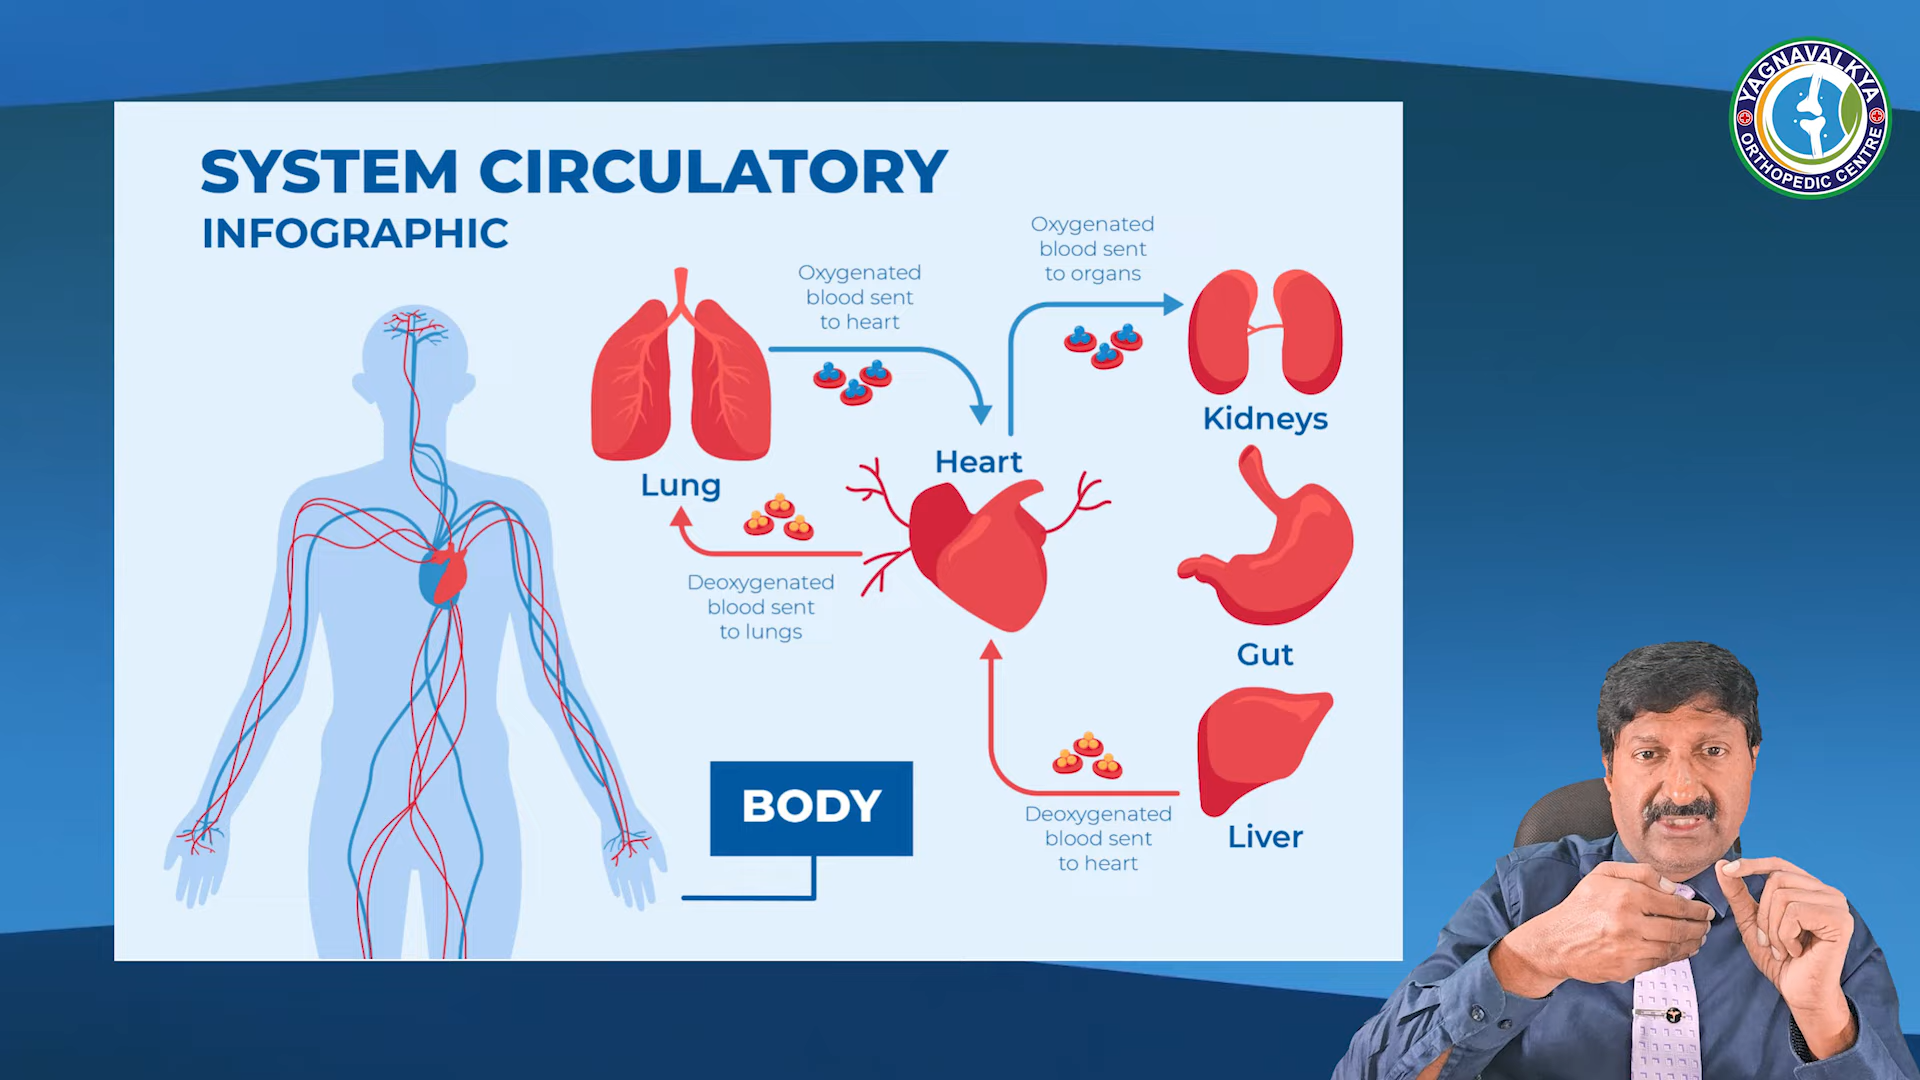 SYSTEM CIRCULATORY
INFOGRAPHIC
Oxygenated
blood sent
to heart
Oxygenated
blood sent
to organs
Kidneys
Lung
Heart
Deoxygenated
blood sent
to lungs
Gut
BODY
Deoxygenated
blood sent
to heart
Liver
YAGNAVALKYA
ORTHOPEDIC CENTRE